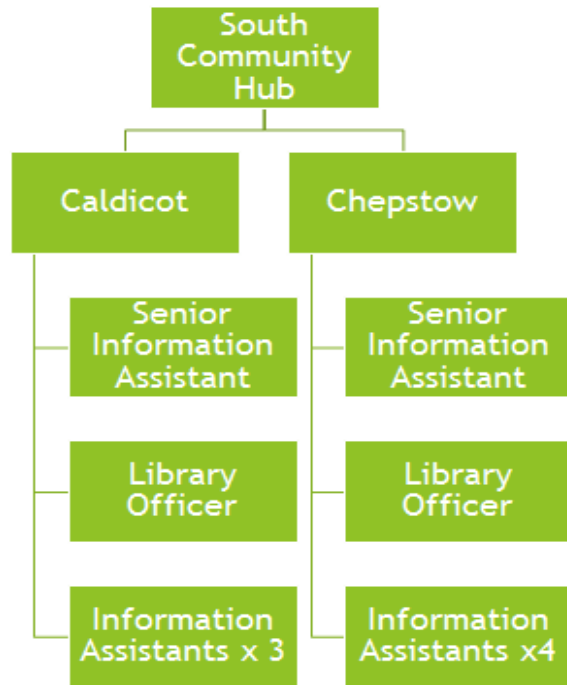 South
Community
Hub
Caldicot
Chepstow
Senior
Information
Assistant
Senior
Information
Assistant
Library
Officer
Library
Officer
Information
Assistants x 3
Information
Assistants x4